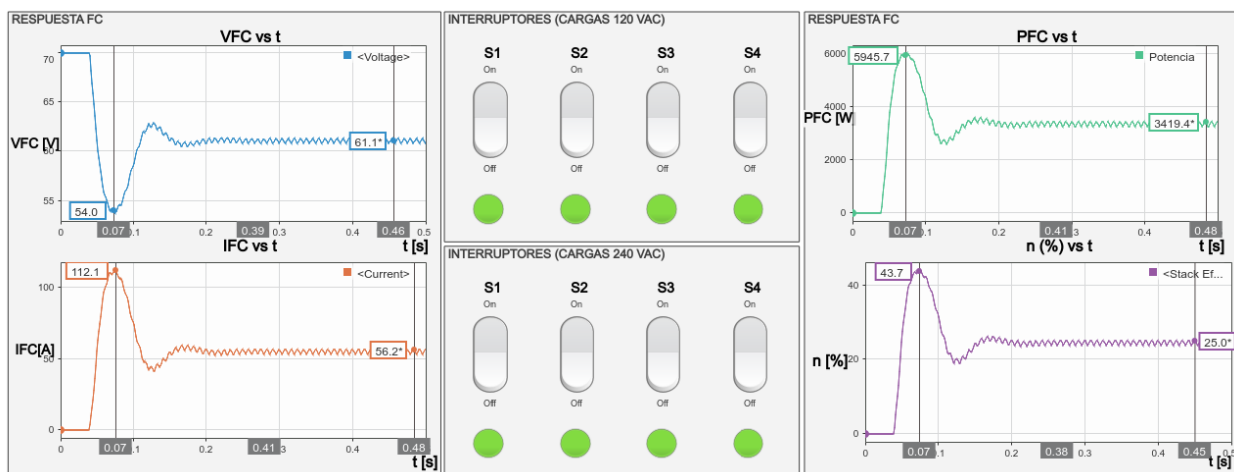 RESPUESTA FC
VFC vs t
<Voltage>
70
65
60
55
VFC [V]
61.1*
54.0
0
0.07
0.1
0.2
0.39
0.3
0.46
0.5
t [s]
IFC vs t
<Current>
112.1
100
50
0
IFC[A]
56.2*
0
0.07
0.1
0.2
0.41
0.3
0.4
0.48
t [s]
INTERRUPTORES (CARGAS 120 VAC)
S1 S2 S3 S4
On On On On
Off Off Off Off
INTERRUPTORES (CARGAS 240 VAC)
S1 S2 S3 S4
On On On On
Off Off Off Off
RESPUESTA FC
PFC vs t
Potencia
6000
5945.7
4000
PFC [W]
3419.4*
2000
0
0
0.07
0.1
0.2
0.41
0.3
0.4
0.48
t [s]
n (%) vs t
<Stack Ef...
43.7
40
20
0
n [%]
25.0*
0
0.07
0.1
0.2
0.38
0.3
0.4
0.45
0.5
t [s]